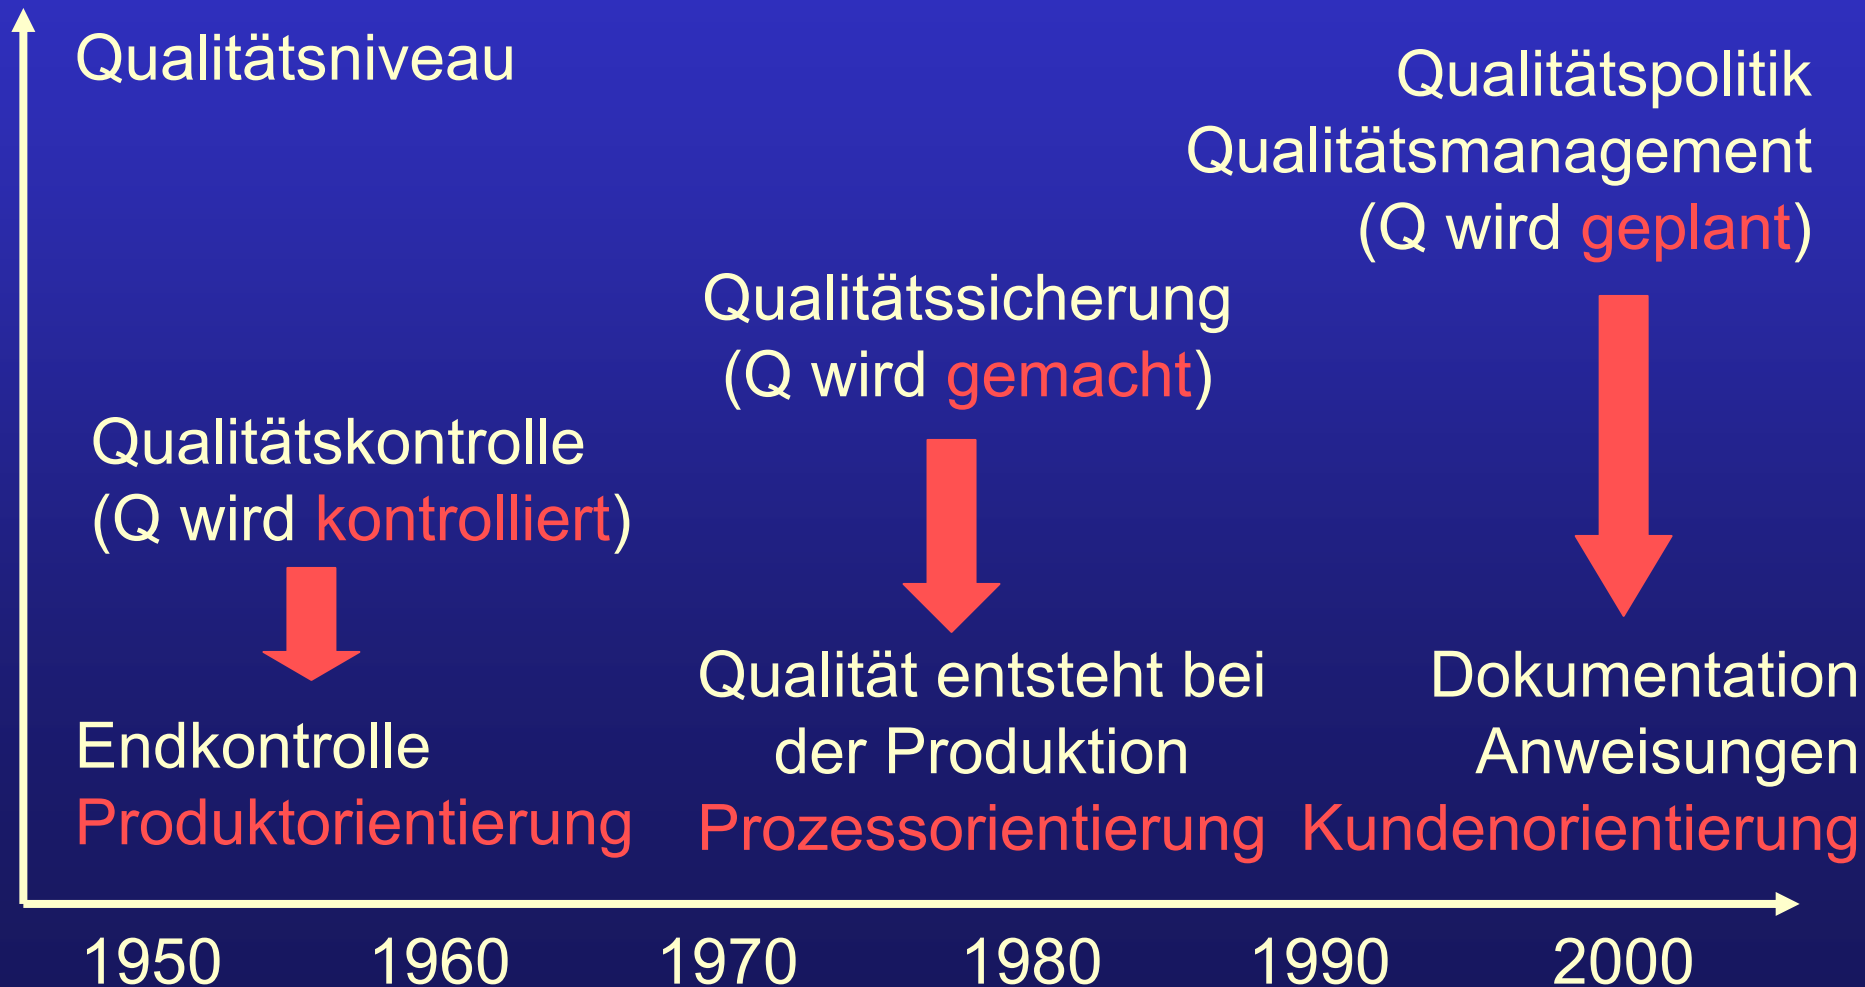 Qualitätsniveau
Qualitätspolitik
Qualitätsmanagement
(Q wird geplant)
Qualitätssicherung
(Q wird gemacht)
Qualitätskontrolle
(Q wird kontrolliert)
Endkontrolle
Produktorientierung
Qualität entsteht bei
der Produktion
Prozessorientierung
Dokumentation
Anweisungen
Kundenorientierung
1950 1960 1970 1980 1990 2000